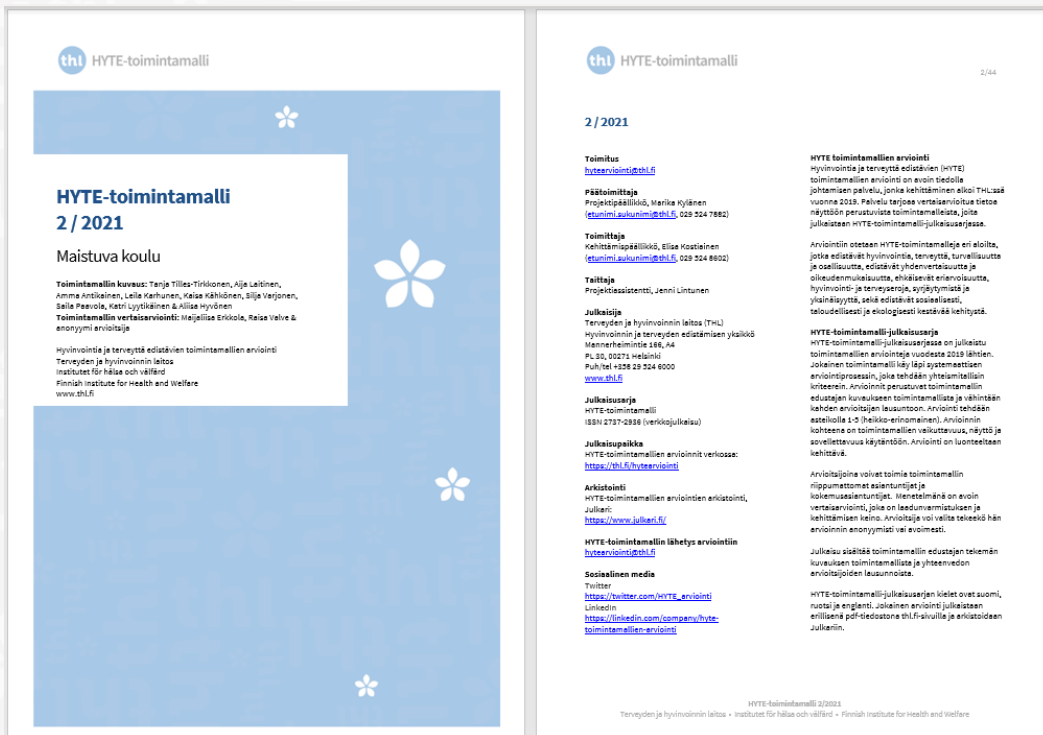 thl HYTE-toimintamalli
HYTE-toimintamalli
2 / 2021
Maistuva koulu
Toimintamallin kuvaus: Tanja Tilles-Tirkkonen, Aija Laitinen,
Amma Antikainen, Leila Karhunen, Kaisa Kähkönen, Silja Varjonen,
Saila Paavola, Katri Lyytikäinen & Aliisa Hyvönen
Toimintamallin vertaisarviointi: Maijaliisa Erkkola, Raisa Valve &
anonyymi arvioitsija
Hyvinvointia ja terveyttä edistävien toimintamallien arviointi
Terveyden ja hyvinvoinnin laitos
Institutet för hälsa och välfärd
Finnish Institute for Health and Welfare
www.thl.fi
thl HYTE-toimintamalli
2/44
2 / 2021
Toimitus
hytearviointi@thl.fi
Päätoimittaja
Projektipäällikkö, Marika Kylänen
(etunimi.sukunimi@thl.fi, 029 524 7882)
Toimittaja
Kehittämispäällikkö, Elisa Kostiainen
(etunimi.sukunimi@thl.fi, 029 524 8602)
Taittaja
Projektiassistentti, Jenni Lintunen
Julkaisija
Terveyden ja hyvinvoinnin laitos (THL)
Hyvinvoinnin ja terveyden edistämisen yksikkö
Mannerheimintie 166, A4
PL 30, 00271 Helsinki
Puh/tel +358 29 524 6000
www.thl.fi
Julkaisusarja
HYTE-toimintamalli
ISSN 2737-2936 (verkkojulkaisu)
Julkaisupaikka
HYTE-toimintamallien arvioinnit verkossa:
https://thl.fi/hytearviointi
Arkistointi
HYTE-toimintamallien arviointien arkistointi,
Julkari:
https://www.julkari.fi/
HYTE-toimintamallin lähetys arviointiin
hytearviointi@thl.fi
Sosiaalinen media
Twitter
https://twitter.com/HYTE_arviointi
LinkedIn
https://linkedin.com/company/hyte-
toimintamallien-arviointi
HYTE toimintamallien arviointi
Hyvinvointia ja terveyttä edistävien (HYTE)
toimintamallien arviointi on avoin tiedolla
johtamisen palvelu, jonka kehittäminen alkoi THL:ssä
vuonna 2019. Palvelu tarjoaa vertaisarvioitua tietoa
näyttöön perustuvista toimintamalleista, joita
julkaistaan HYTE-toimintamalli-julkaisusarjassa.
Arviointiin otetaan HYTE-toimintamalleja eri aloilta,
jotka edistävät hyvinvointia, terveyttä, turvallisuutta
ja osallisuutta, edistävät yhdenvertaisuutta ja
oikeudenmukaisuutta, ehkäisevät eriarvoisuutta,
hyvinvointi- ja terveyseroja, syrjäytymistä ja
yksinäisyyttä, sekä edistävät sosiaalisesti,
taloudellisesti ja ekologisesti kestävää kehitystä.
HYTE-toimintamalli-julkaisusarja
HYTE-toimintamalli-julkaisusarjassa on julkaistu
toimintamallien arviointeja vuodesta 2019 lähtien.
Jokainen toimintamalli käy läpi systemaattisen
arviointiprosessin, joka tehdään yhteismitallisin
kriteerein. Arvioinnit perustuvat toimintamallin
edustajan kuvaukseen toimintamallista ja vähintään
kahden arvioitsijan lausuntoon. Arviointi tehdään
asteikolla 1-5 (heikko-erinomainen). Arvioinnin
kohteena on toimintamallien vaikuttavuus, näyttö ja
sovellettavuus käytäntöön. Arviointi on luonteeltaan
kehittävä.
Arvioitsijoina voivat toimia toimintamallin
riippumattomat asiantuntijat ja
kokemusasiantuntijat. Menetelmänä on avoin
vertaisarviointi, joka on laadunvarmistuksen ja
kehittämisen keino. Arvioitsija voi valita tekeekö hän
arvioinnin anonyymisti vai avoimesti.
Julkaisu sisältää toimintamallin edustajan tekemän
kuvauksen toimintamallista ja yhteenvedon
arvioitsijoiden lausunnoista.
HYTE-toimintamalli-julkaisusarjan kielet ovat suomi,
ruotsi ja englanti. Jokainen arviointi julkaistaan
erillisenä pdf-tiedostona thl.fi-sivuilla ja arkistoidaan
Julkariin.
HYTE-toimintamalli 2/2021
Terveyden ja hyvinvoinnin laitos • Institutet för hälsa och välfärd • Finnish Institute for Health and Welfare